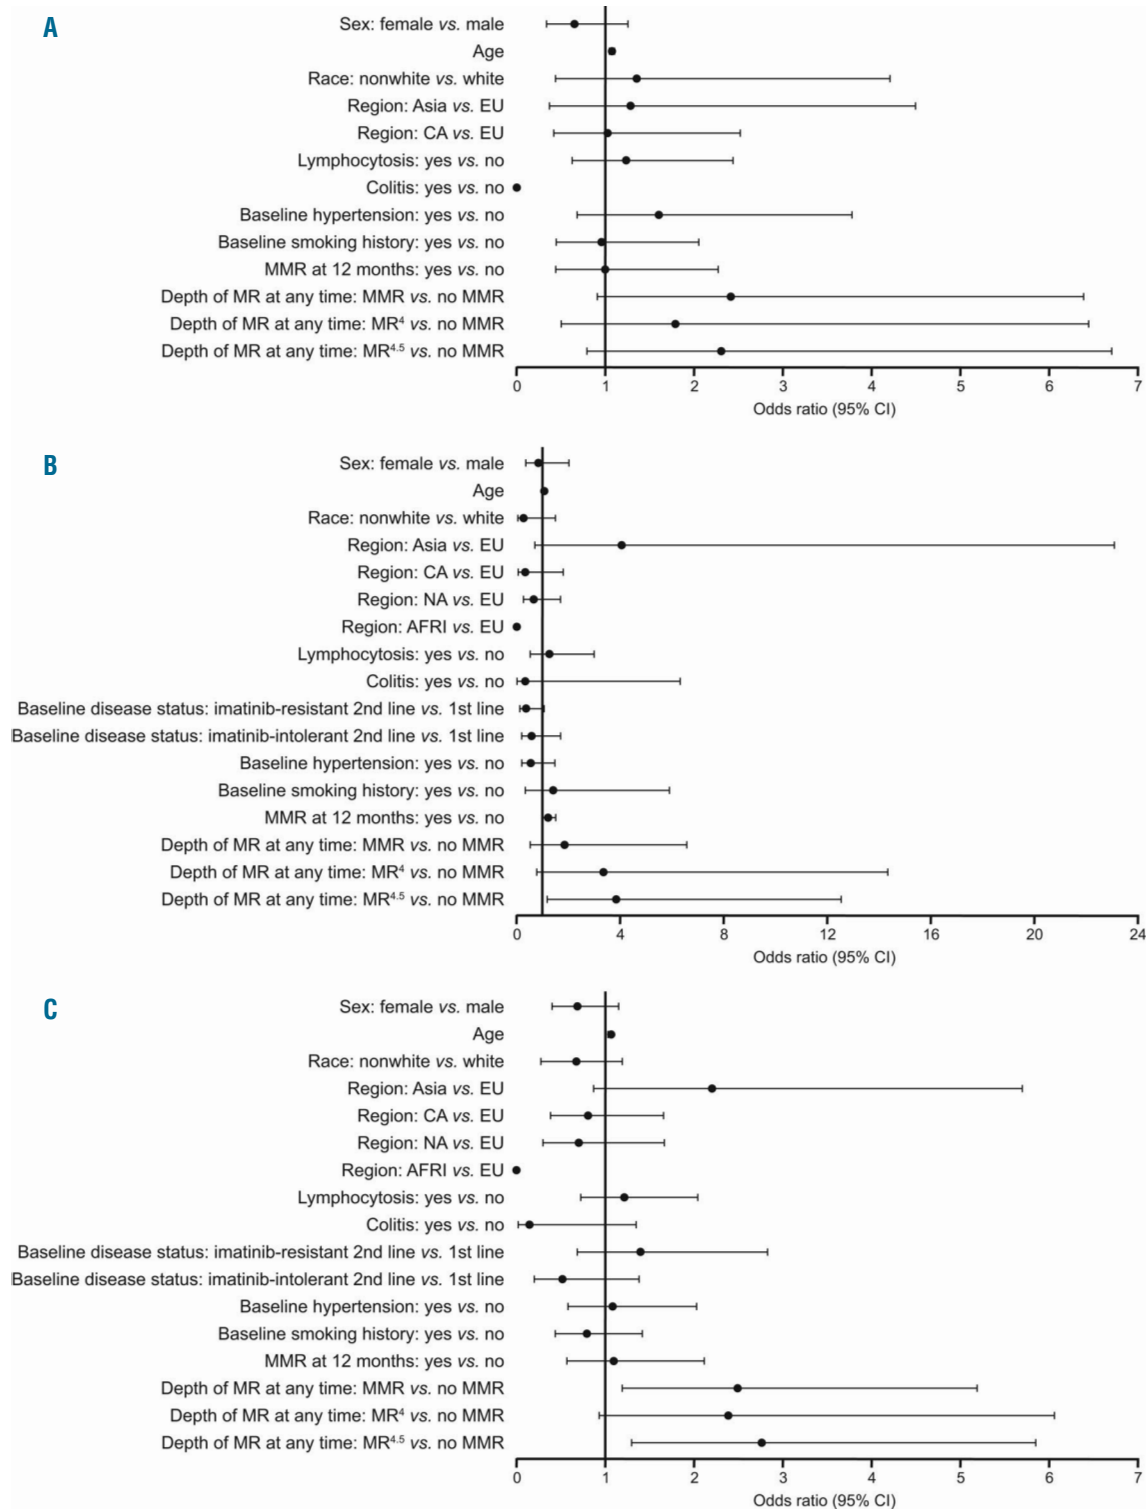 A
Sex: female vs. male
Age
Race: nonwhite vs. white
Region: Asia vs. EU
Region: CA vs. EU
Lymphocytosis: yes vs. no
Colitis: yes vs. no
Baseline hypertension: yes vs. no
Baseline smoking history: yes vs. no
MMR at 12 months: yes vs. no
Depth of MR at any time: MMR vs. no MMR
Depth of MR at any time: MR⁴ vs. no MMR
Depth of MR at any time: MR⁴·⁵ vs. no MMR
0 1 2 3 4 5 6 7
Odds ratio (95% CI)
B
Sex: female vs. male
Age
Race: nonwhite vs. white
Region: Asia vs. EU
Region: CA vs. EU
Region: NA vs. EU
Region: AFRI vs. EU
Lymphocytosis: yes vs. no
Colitis: yes vs. no
Baseline disease status: imatinib-resistant 2nd line vs. 1st line
Baseline disease status: imatinib-intolerant 2nd line vs. 1st line
Baseline hypertension: yes vs. no
Baseline smoking history: yes vs. no
MMR at 12 months: yes vs. no
Depth of MR at any time: MMR vs. no MMR
Depth of MR at any time: MR⁴ vs. no MMR
Depth of MR at any time: MR⁴·⁵ vs. no MMR
0 4 8 12 16 20 24
Odds ratio (95% CI)
C
Sex: female vs. male
Age
Race: nonwhite vs. white
Region: Asia vs. EU
Region: CA vs. EU
Region: NA vs. EU
Region: AFRI vs. EU
Lymphocytosis: yes vs. no
Colitis: yes vs. no
Baseline disease status: imatinib-resistant 2nd line vs. 1st line
Baseline disease status: imatinib-intolerant 2nd line vs. 1st line
Baseline hypertension: yes vs. no
Baseline smoking history: yes vs. no
MMR at 12 months: yes vs. no
Depth of MR at any time: MMR vs. no MMR
Depth of MR at any time: MR⁴ vs. no MMR
Depth of MR at any time: MR⁴·⁵ vs. no MMR
0 1 2 3 4 5 6 7
Odds ratio (95% CI)